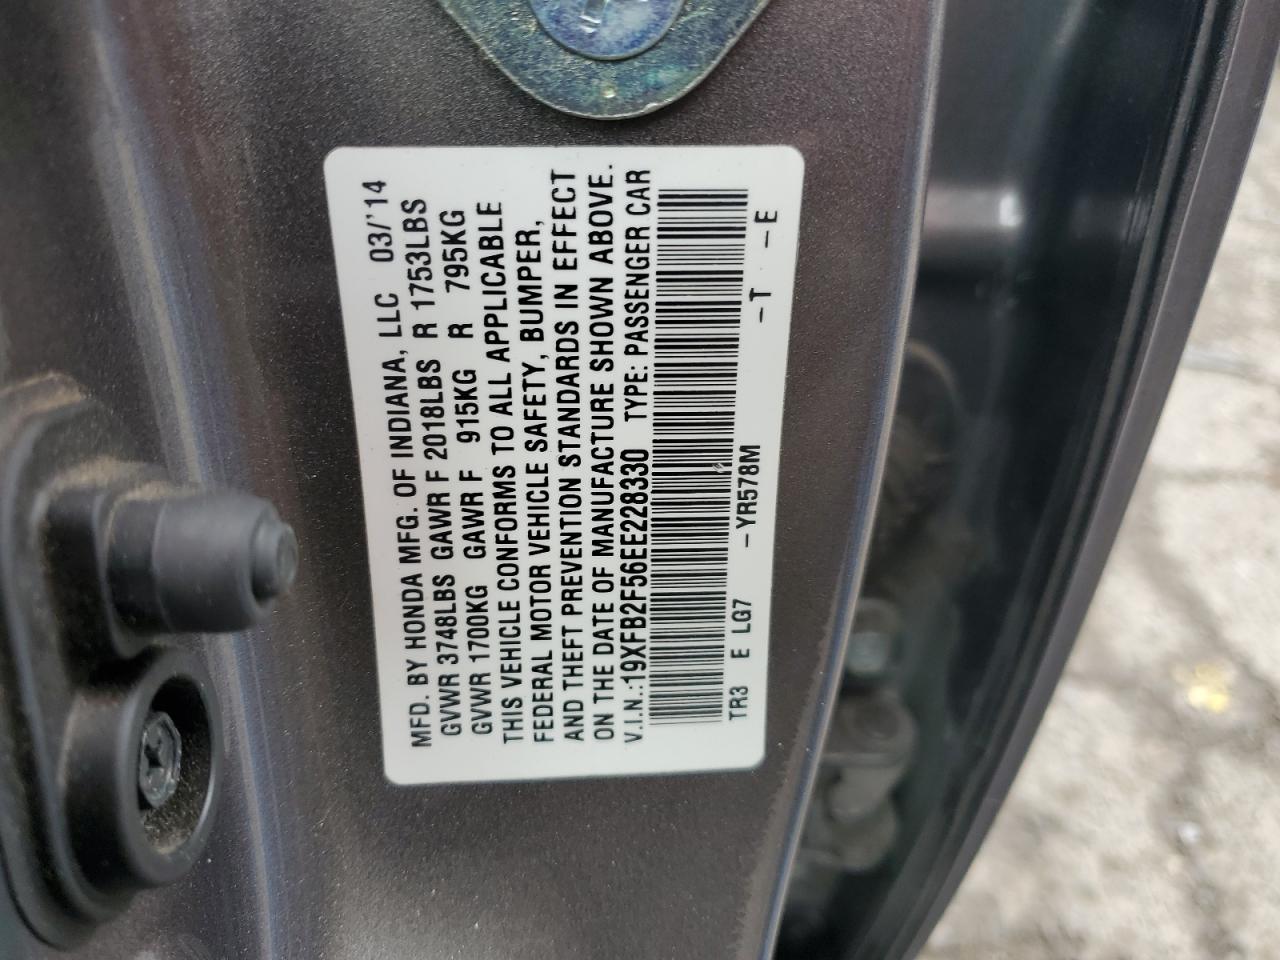 MFD. BY HONDA MFG. OF INDIANA, LLC 03/'14
GVWR 3748LBS GAWR F 2018LBS R 1753LBS
GVWR 1700KG GAWR F 915KG R 795KG
THIS VEHICLE CONFORMS TO ALL APPLICABLE
FEDERAL MOTOR VEHICLE SAFETY, BUMPER,
AND THEFT PREVENTION STANDARDS IN EFFECT
ON THE DATE OF MANUFACTURE SHOWN ABOVE.
V.I.N.:19XFB2F56EE228330 TYPE: PASSENGER CAR
TR3 E LG7 -YR578M -T -E